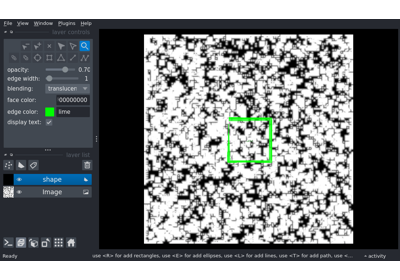 File View Window Plugins Help
layer controls
opacity: 0.70
edge width: 1
blending: translucen
face color: 00000000
edge color: lime
display text:
layer list
shape
Image
Ready use <R> for add rectangles, use <E> for add ellipses, use <L> for add lines, use <T> for add path, use <... activity